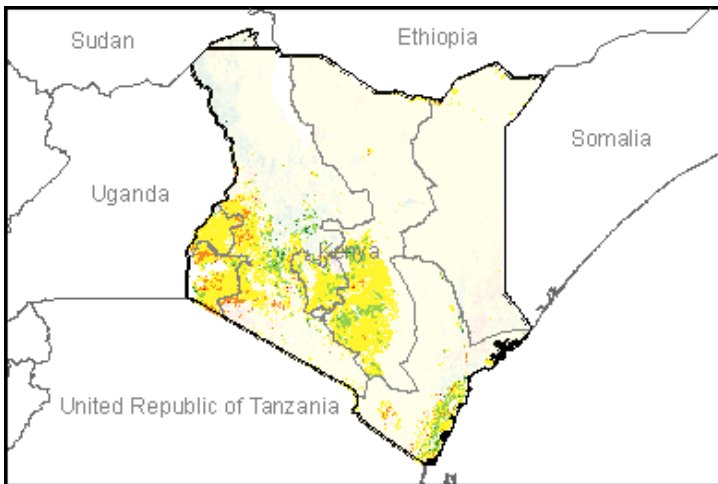 Sudan
Ethiopia
Somalia
Uganda
Kenya
United Republic of Tanzania